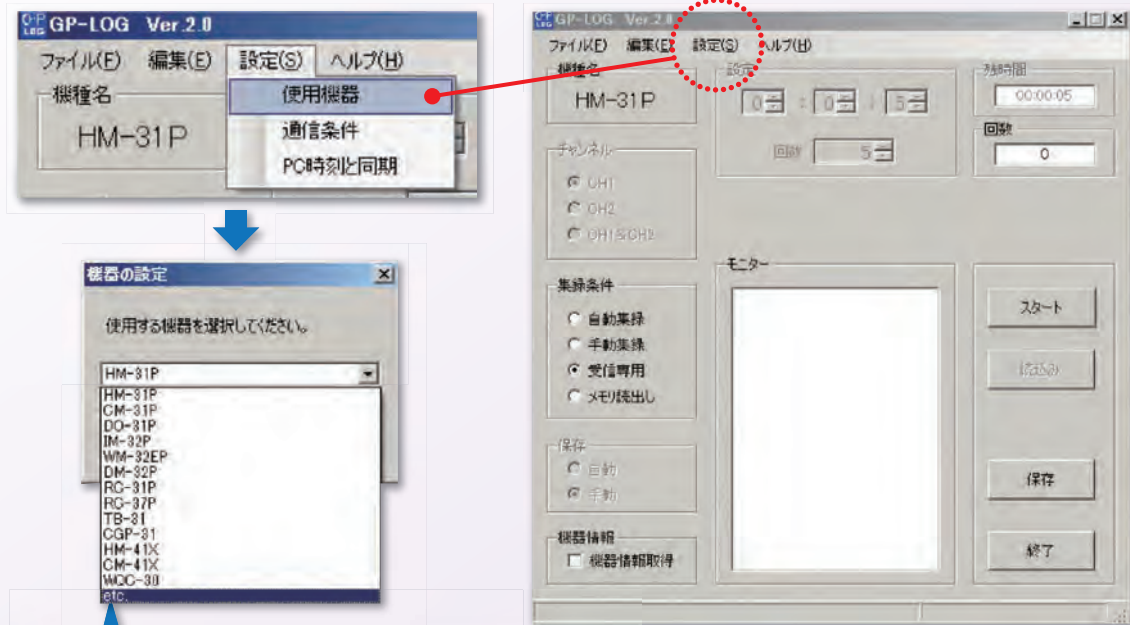 GP-LOG Ver.2.0
ファイル(F) 編集(E) 設定(S) ヘルプ(H)
機種名
HM-31P
使用機器
通信条件
PC時刻と同期
機器の設定
使用する機器を選択してください。
HM-31P
HM-31P
CM-31P
DO-31P
IM-32P
WM-32EP
DM-32P
RG-31P
RG-37P
TB-31
CGP-31
HM-41X
CM-41X
WQC-30
etc.
GP-LOG Ver.2.0
ファイル(F) 編集(E) 設定(S) ヘルプ(H)
機種名
HM-31P
設定
0 : 0 : 5
回数 5
残時間
00:00:05
回数
0
チャンネル
CH1
CH2
CH1&CH2
集録条件
自動集録
手動集録
受信専用
メモリ読出し
保存
自動
手動
機器情報
機器情報取得
モニター
スタート
読込み
保存
終了